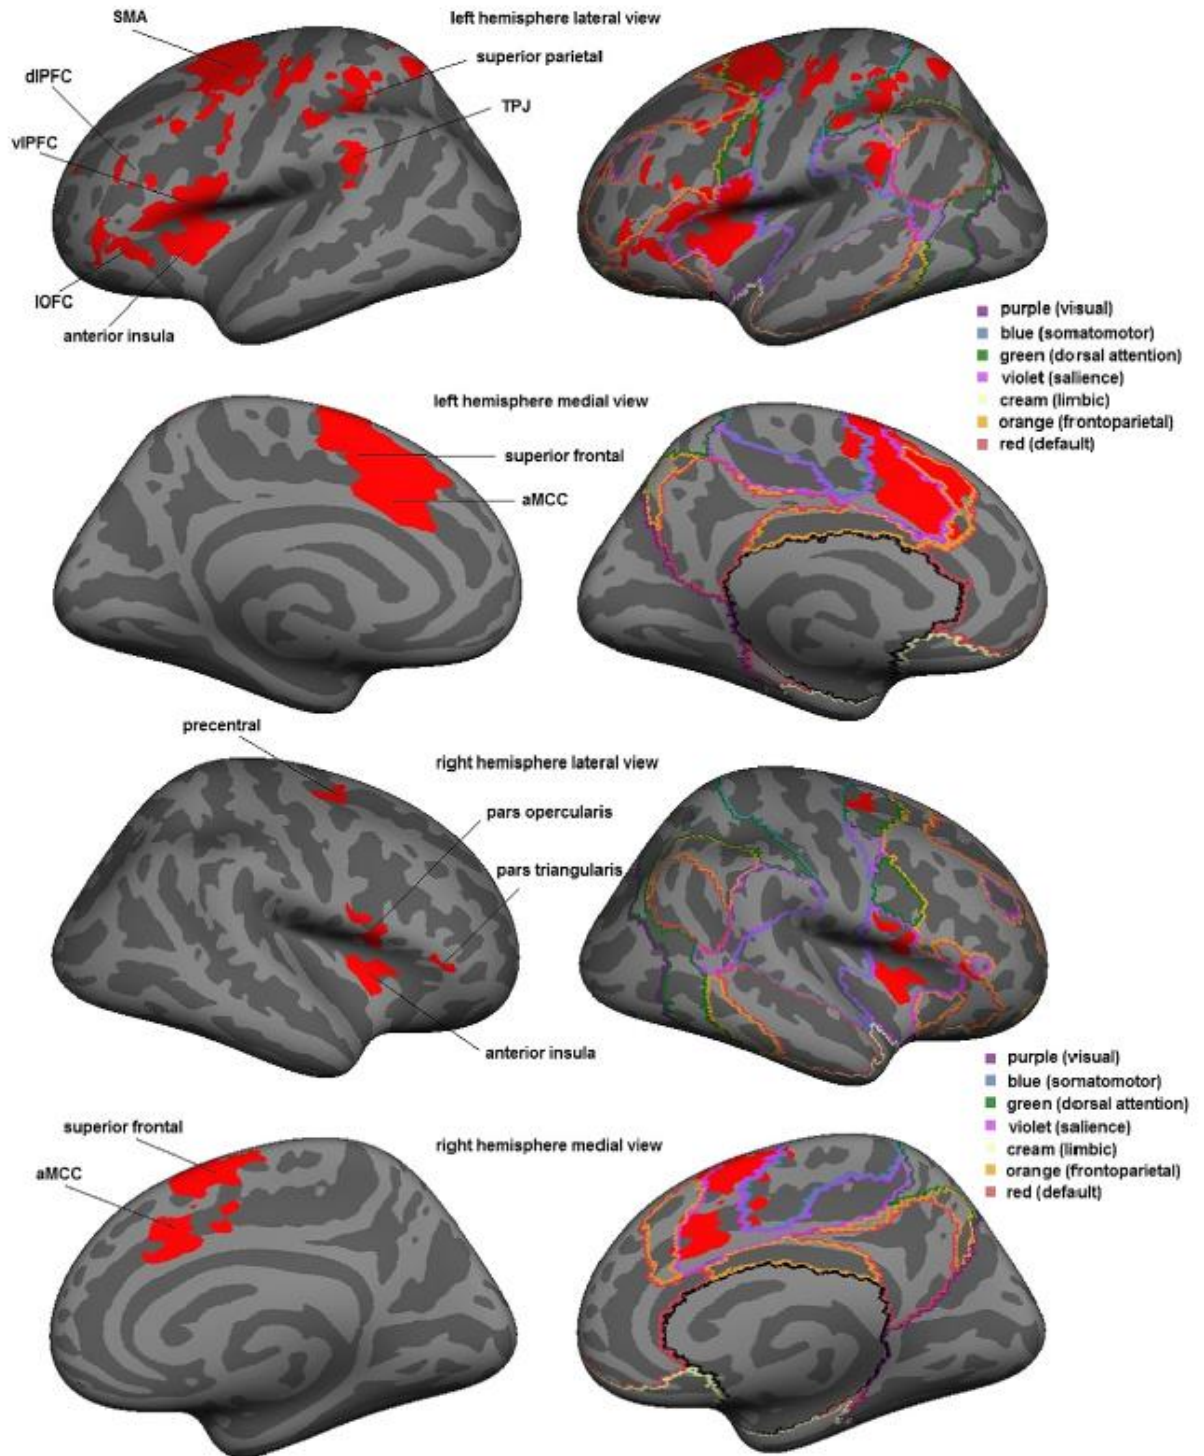 SMA
left hemisphere lateral view
superior parietal
dlPFC
TPJ
vlPFC
lOFC
anterior insula
purple (visual)
blue (somatomotor)
green (dorsal attention)
violet (salience)
cream (limbic)
orange (frontoparietal)
red (default)
left hemisphere medial view
superior frontal
aMCC
precentral
right hemisphere lateral view
pars opercularis
pars triangularis
anterior insula
purple (visual)
blue (somatomotor)
green (dorsal attention)
violet (salience)
cream (limbic)
orange (frontoparietal)
red (default)
superior frontal
right hemisphere medial view
aMCC